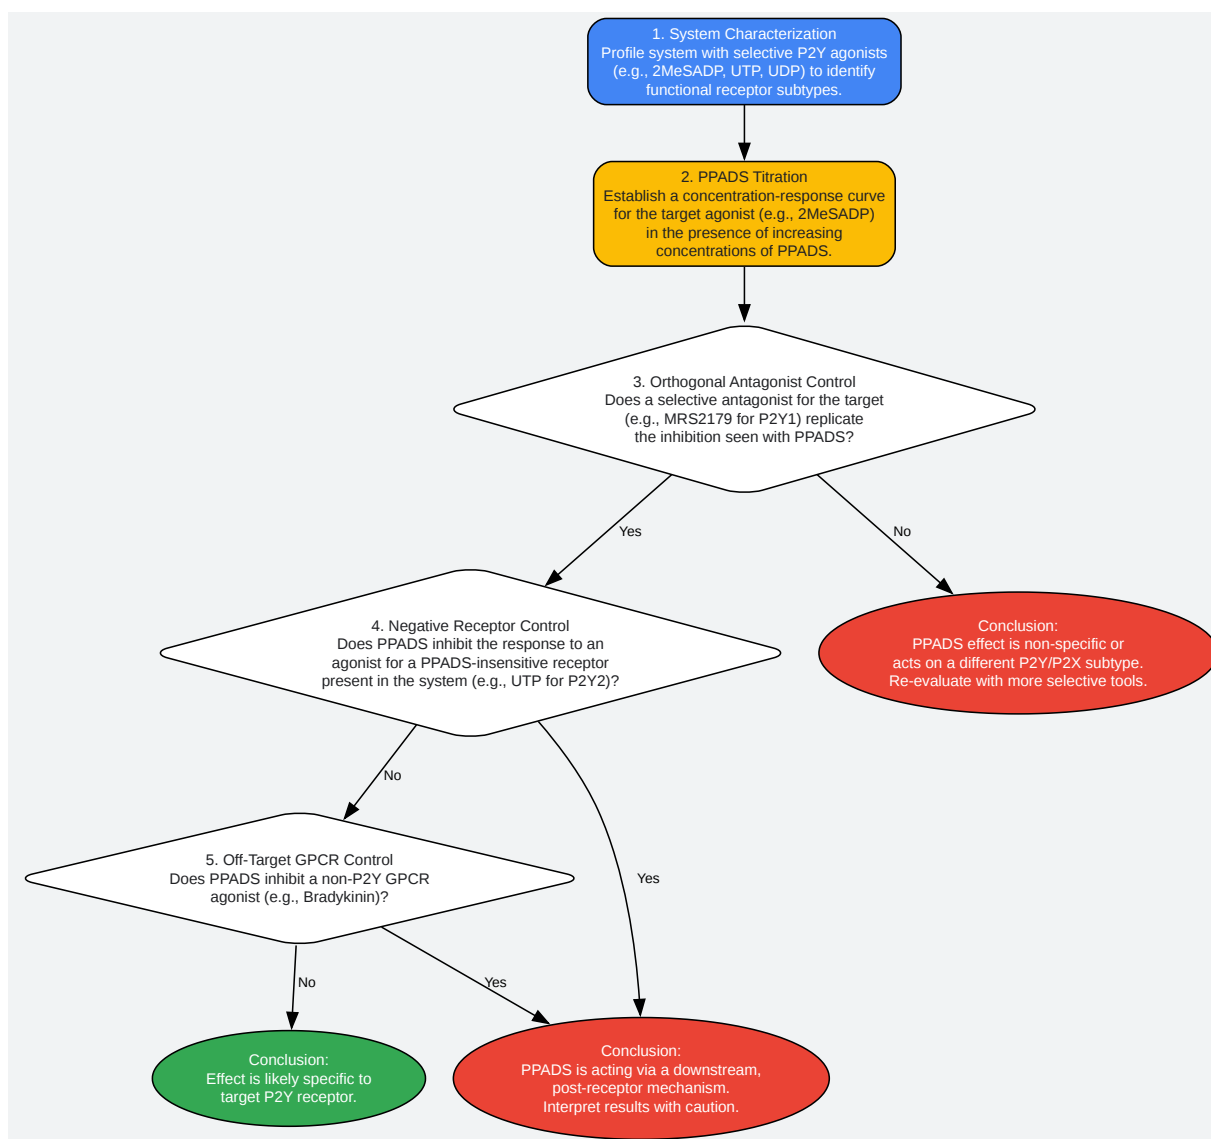 1. System Characterization
Profile system with selective P2Y agonists
(e.g., 2MeSADP, UTP, UDP) to identify
functional receptor subtypes.
2. PPADS Titration
Establish a concentration-response curve
for the target agonist (e.g., 2MeSADP)
in the presence of increasing
concentrations of PPADS.
3. Orthogonal Antagonist Control
Does a selective antagonist for the target
(e.g., MRS2179 for P2Y1) replicate
the inhibition seen with PPADS?
Yes
No
4. Negative Receptor Control
Does PPADS inhibit the response to an
agonist for a PPADS-insensitive receptor
present in the system (e.g., UTP for P2Y2)?
Conclusion:
PPADS effect is non-specific or
acts on a different P2Y/P2X subtype.
Re-evaluate with more selective tools.
No
Yes
5. Off-Target GPCR Control
Does PPADS inhibit a non-P2Y GPCR
agonist (e.g., Bradykinin)?
No
Yes
Conclusion:
Effect is likely specific to
target P2Y receptor.
Conclusion:
PPADS is acting via a downstream,
post-receptor mechanism.
Interpret results with caution.